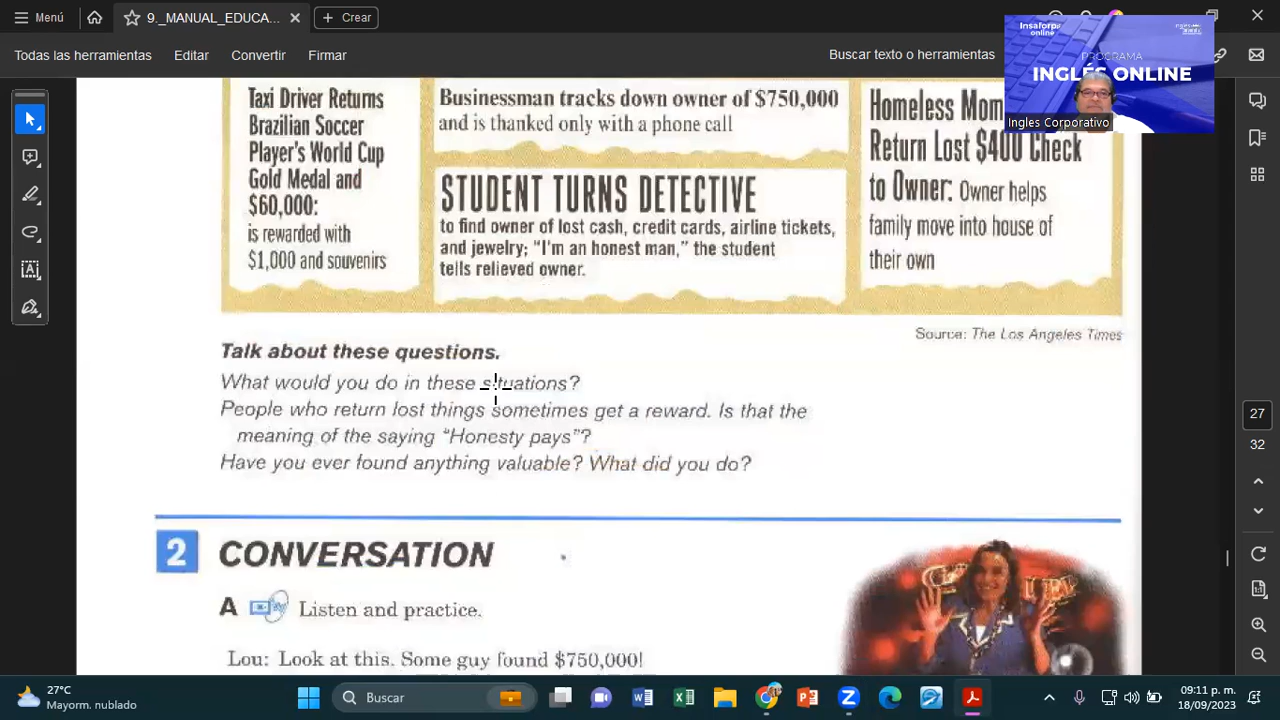 Menú
9._MANUAL_EDUCA...
Crear
Todas las herramientas
Editar
Convertir
Firmar
Buscar texto o herramientas
Insaforp
online
PROGRAMA
INGLÉS ONLINE
Ingles Corporativo
Taxi Driver Returns
Brazilian Soccer
Player's World Cup
Gold Medal and
$60,000:
is rewarded with
$1,000 and souvenirs
Businessman tracks down owner of $750,000
and is thanked only with a phone call
STUDENT TURNS DETECTIVE
to find owner of lost cash, credit cards, airline tickets,
and jewelry; "I'm an honest man," the student
tells relieved owner.
Homeless Mom
Return Lost $400 Check
to Owner: Owner helps
family move into house of
their own
Source: The Los Angeles Times
Talk about these questions.
What would you do in these situations?
People who return lost things sometimes get a reward. Is that the
meaning of the saying "Honesty pays"?
Have you ever found anything valuable? What did you do?
2 CONVERSATION
A Listen and practice.
Lou: Look at this. Some guy found $750,000!
27
32
27°C
Mayorm. nublado
Buscar
09:11 p. m.
18/09/2023